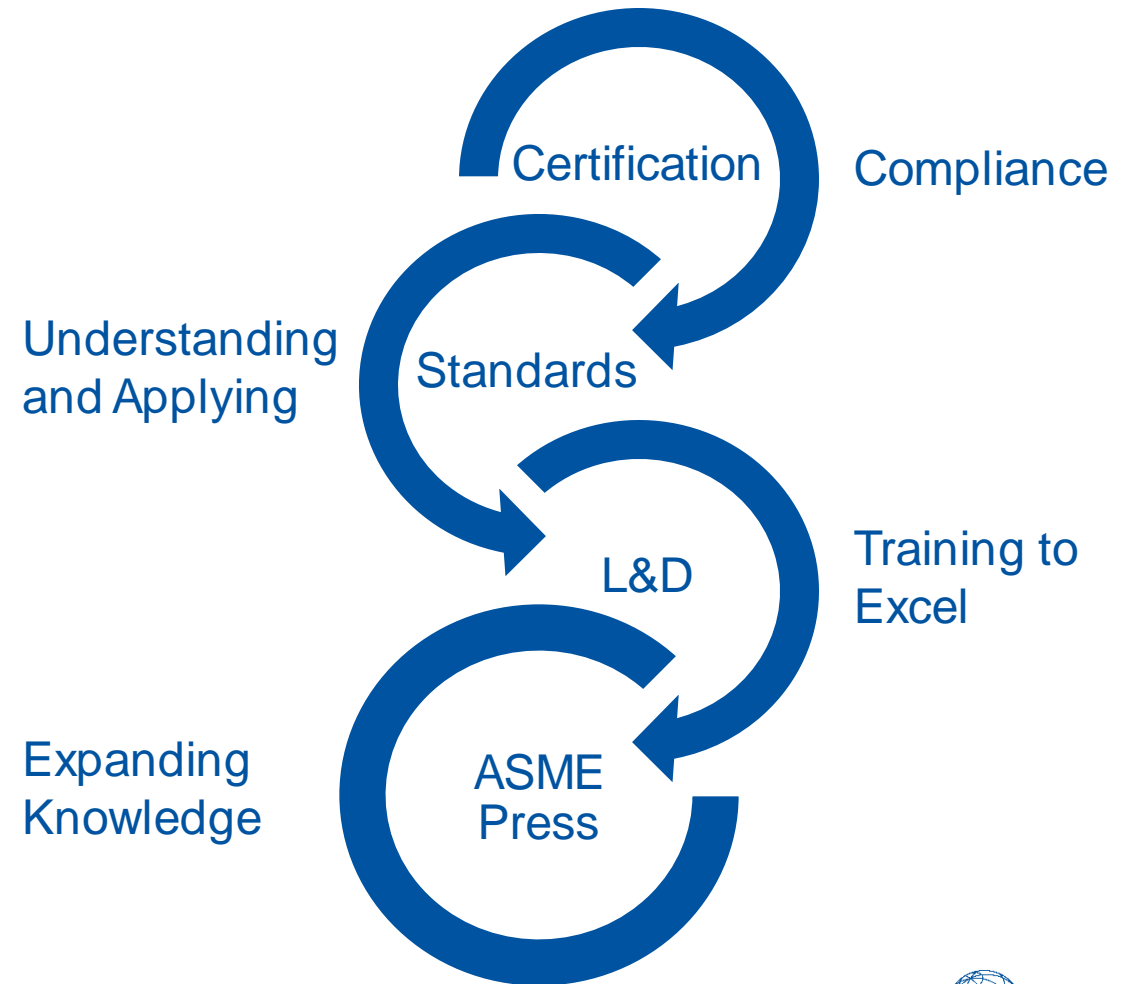 Certification
Compliance
Understanding
and Applying
Standards
L&D
Training to
Excel
Expanding
Knowledge
ASME
Press